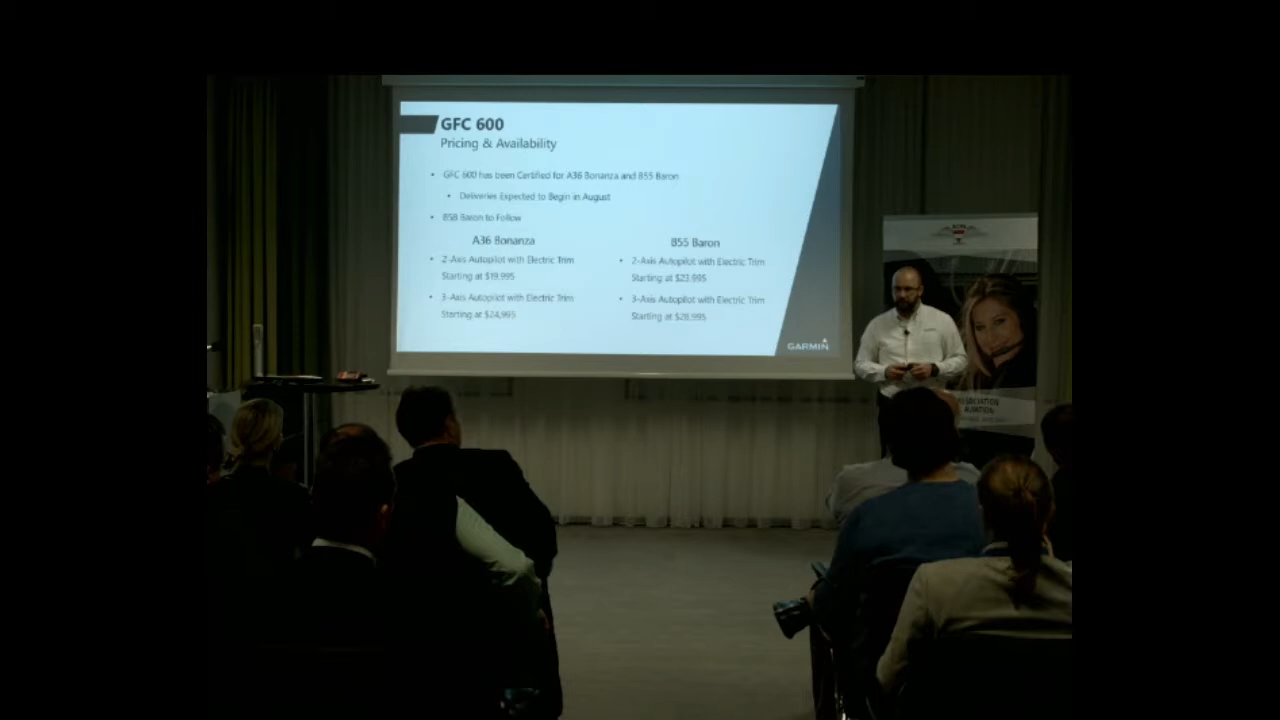 GFC 600
Pricing & Availability
• GFC 600 has been Certified for A36 Bonanza and B55 Baron
• Deliveries Expected to Begin in August
• B58 Baron to Follow
A36 Bonanza
• 2-Axis Autopilot with Electric Trim
Starting at $19,995
• 3-Axis Autopilot with Electric Trim
Starting at $24,995
B55 Baron
• 2-Axis Autopilot with Electric Trim
Starting at $23,995
• 3-Axis Autopilot with Electric Trim
Starting at $28,995
GARMIN